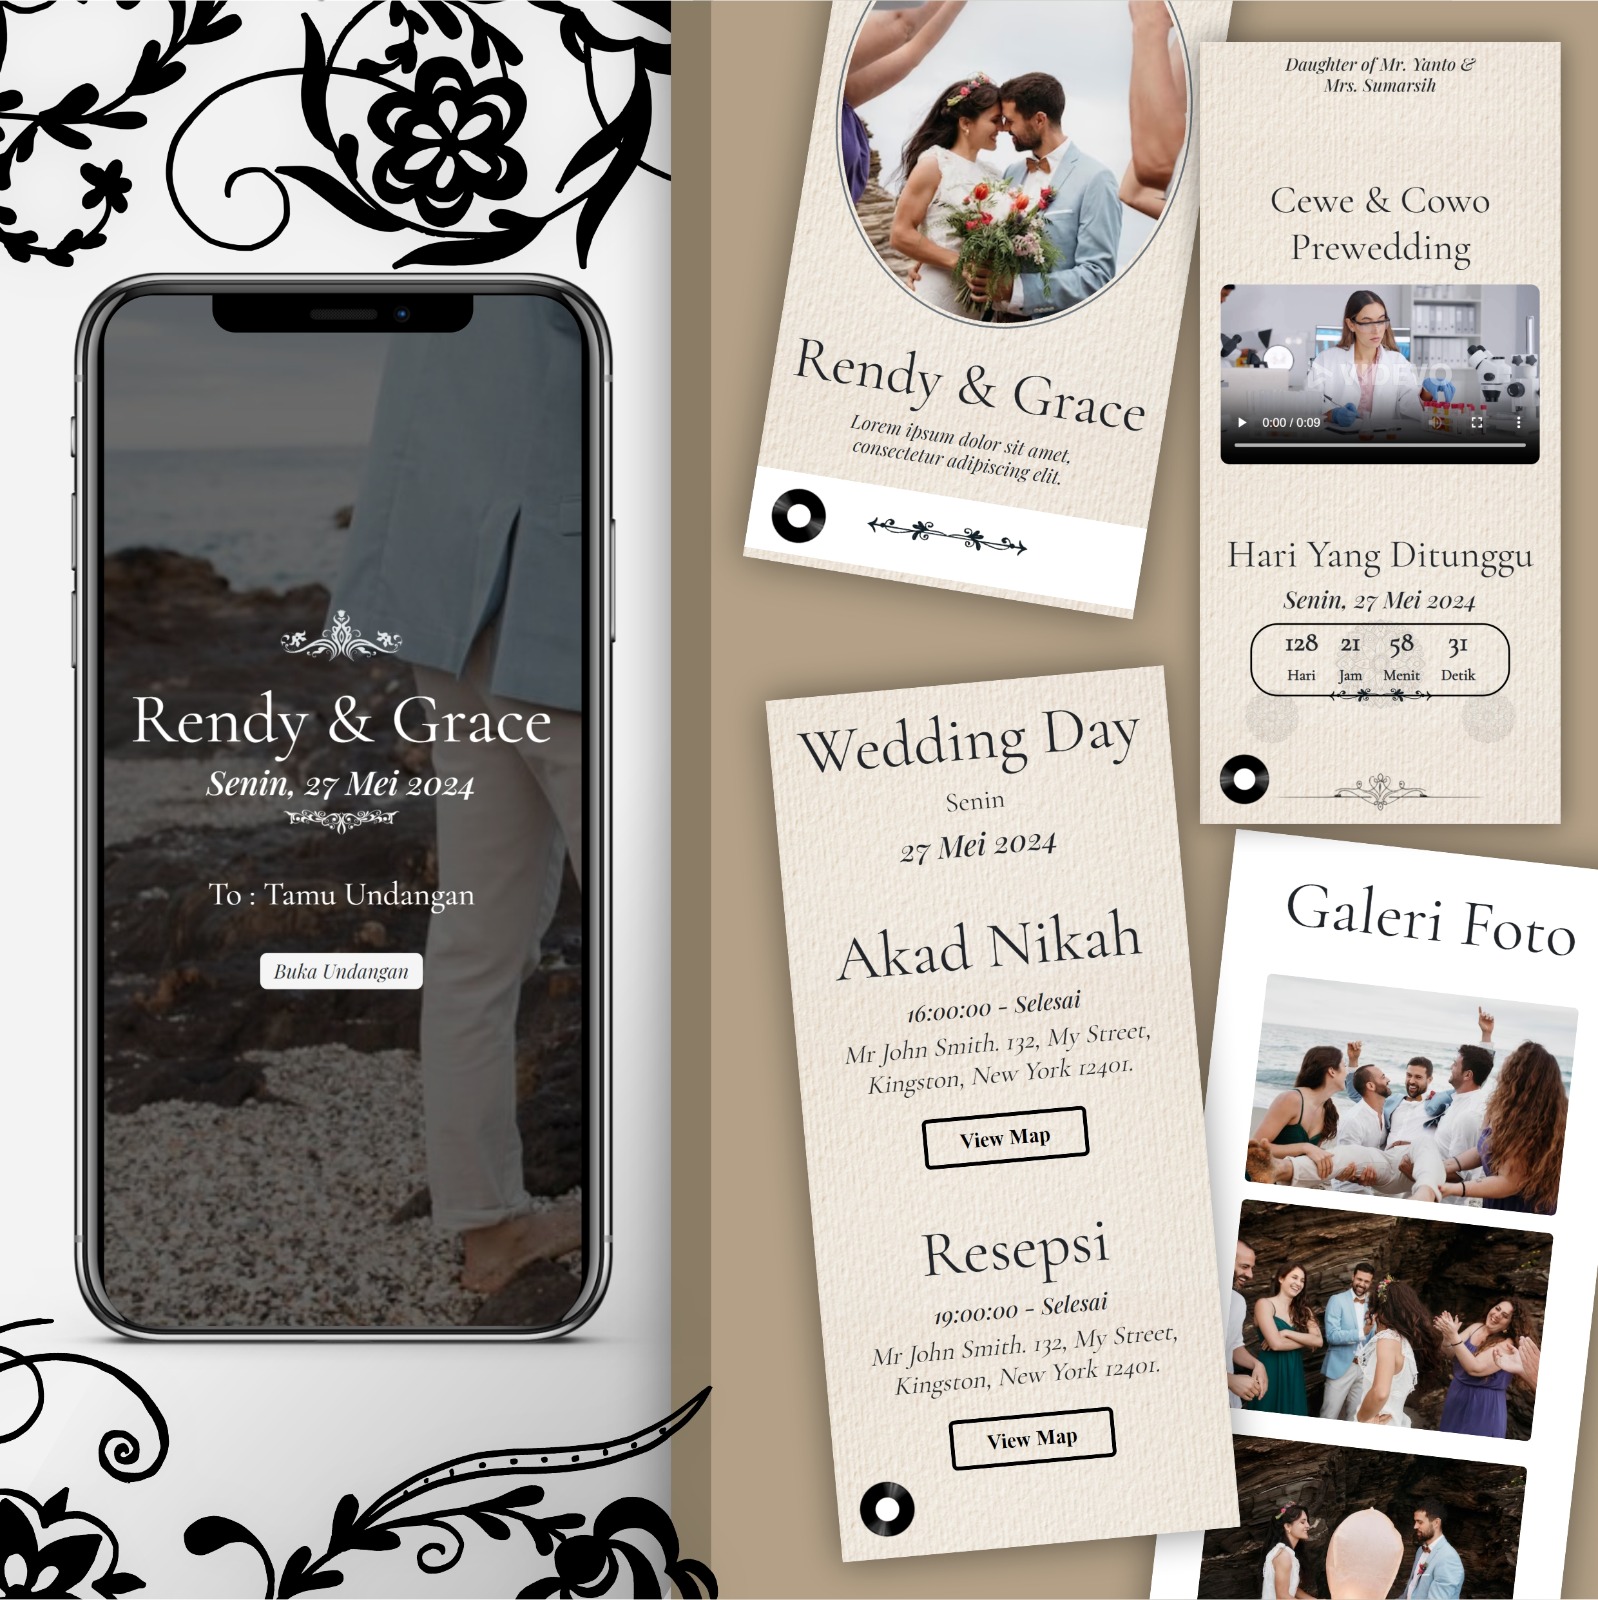 Rendy & Grace
Senin, 27 Mei 2024
To : Tamu Undangan
Buka Undangan
Rendy & Grace
Lorem ipsum dolor sit amet,
consectetur adipiscing elit.
Daughter of Mr. Yanto &
Mrs. Sumarsih
Cewe & Cowo
Prewedding
VIDEVO
0:00 / 0:09
Hari Yang Ditunggu
Senin, 27 Mei 2024
128 21 58 31
Hari Jam Menit Detik
Wedding Day
Senin
27 Mei 2024
Akad Nikah
16:00:00 - Selesai
Mr John Smith. 132, My Street,
Kingston, New York 12401.
View Map
Resepsi
19:00:00 - Selesai
Mr John Smith. 132, My Street,
Kingston, New York 12401.
View Map
Galeri Foto